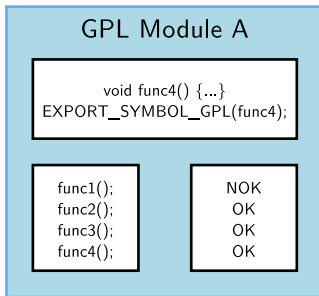 GPL Module A
void func4() {...}
EXPORT_SYMBOL_GPL(func4);
func1();
func2();
func3();
func4();
NOK
OK
OK
OK